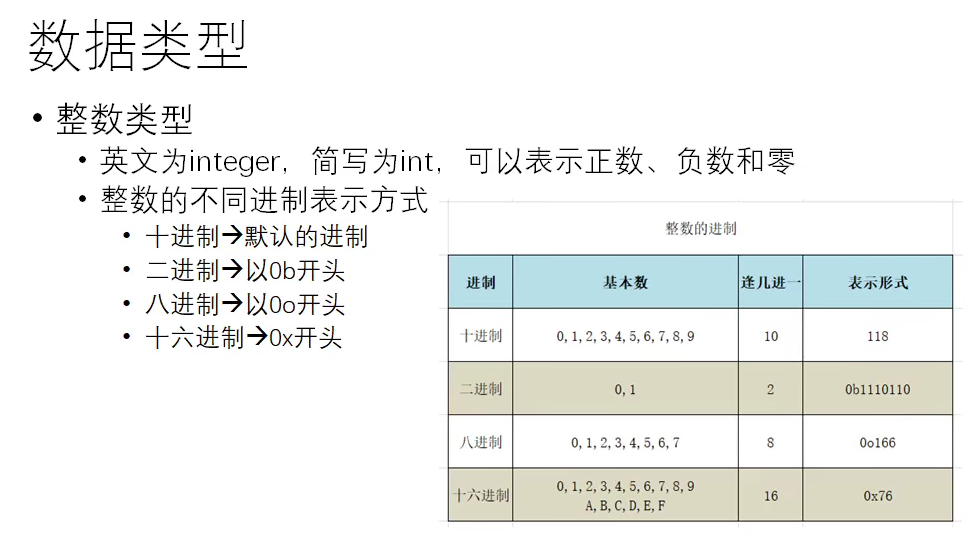 数据类型
• 整数类型
• 英文为integer，简写为int，可以表示正数、负数和零
• 整数的不同进制表示方式
• 十进制→默认的进制
• 二进制→以0b开头
• 八进制→以0o开头
• 十六进制→0x开头
整数的进制
进制 基本数 逢几进一 表示形式
十进制 0,1,2,3,4,5,6,7,8,9 10 118
二进制 0,1 2 0b1110110
八进制 0,1,2,3,4,5,6,7 8 0o166
十六进制 0,1,2,3,4,5,6,7,8,9 16 0x76
A,B,C,D,E,F